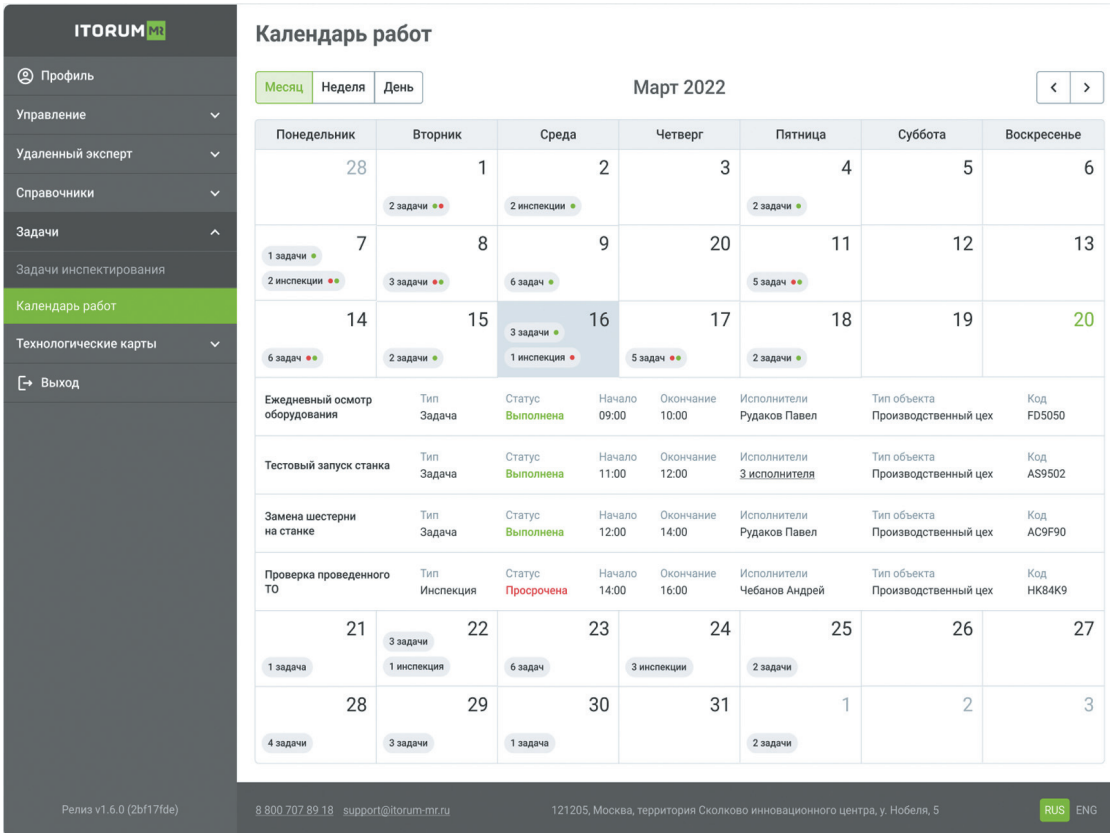 ITORUM MR
Профиль
Управление
Удаленный эксперт
Справочники
Задачи
Задачи инспектирования
Календарь работ
Технологические карты
Выход
Релиз v1.6.0 (2bf17fde)
Календарь работ
Месяц Неделя День
Март 2022
Понедельник Вторник Среда Четверг Пятница Суббота Воскресенье
28 1 2 3 4 5 6
2 задачи 2 инспекции 2 задачи
7 8 9 20 11 12 13
1 задачи
2 инспекции 3 задачи 6 задач 5 задач
14 15 16 17 18 19 20
3 задачи
6 задач 2 задачи 1 инспекция 5 задач 2 задачи
Ежедневный осмотр Тип Статус Начало Окончание Исполнители Тип объекта Код
оборудования Задача Выполнена 09:00 10:00 Рудаков Павел Производственный цех FD5050
Тип Статус Начало Окончание Исполнители Тип объекта Код
Тестовый запуск станка Задача Выполнена 11:00 12:00 3 исполнителя Производственный цех AS9502
Замена шестерни Тип Статус Начало Окончание Исполнители Тип объекта Код
на станке Задача Выполнена 12:00 14:00 Рудаков Павел Производственный цех AC9F90
Проверка проведенного Тип Статус Начало Окончание Исполнители Тип объекта Код
ТО Инспекция Просрочена 14:00 16:00 Чебанов Андрей Производственный цех HK84K9
21 22 23 24 25 26 27
3 задачи
1 задача 1 инспекция 6 задач 3 инспекции 2 задачи
28 29 30 31 1 2 3
4 задачи 3 задачи 1 задача 2 задачи
8 800 707 89 18 support@itorum-mr.ru 121205, Москва, территория Сколково инновационного центра, у. Нобеля, 5 RUS ENG